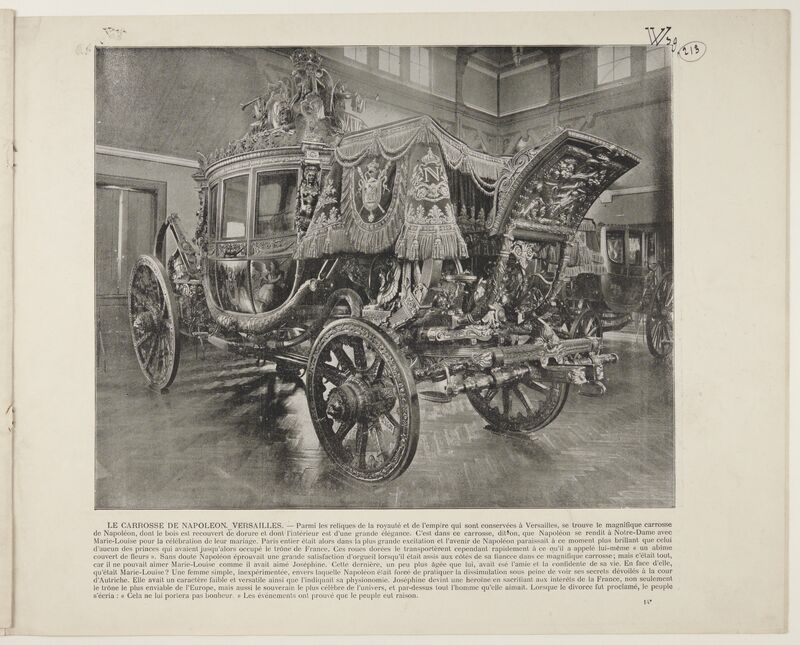 Wg
213
N
LE CARROSSE DE NAPOLEON. VERSAILLES. — Parmi les reliques de la royauté et de l'empire qui sont conservées à Versailles, se trouve le magnifique carrosse
de Napoléon, dont le bois est recouvert de dorure et dont l'intérieur est d'une grande élégance. C'est dans ce carrosse, dit-on, que Napoléon se rendit à Notre-Dame avec
Marie-Louise pour la célébration de leur mariage. Paris entier était alors dans la plus grande excitation et l'avenir de Napoléon paraissait à ce moment plus brillant que celui
d'aucun des princes qui avaient jusqu'alors occupé le trône de France. Ces roues dorées le transportèrent cependant rapidement à ce qu'il a appelé lui-même « un abîme
couvert de fleurs ». Sans doute Napoléon éprouvait une grande satisfaction d'orgueil lorsqu'il était assis aux côtés de sa fiancée dans ce magnifique carrosse; mais c'était tout,
car il ne pouvait aimer Marie-Louise comme il avait aimé Joséphine. Cette dernière, un peu plus âgée que lui, avait été l'amie et la confidente de sa vie. En face d'elle,
qu'était Marie-Louise ? Une femme simple, inexpérimentée, envers laquelle Napoléon était forcé de pratiquer la dissimulation sous peine de voir ses secrets dévoilés à la cour
d'Autriche. Elle avait un caractère faible et versatile ainsi que l'indiquait sa physionomie. Joséphine devint une héroïne en sacrifiant aux intérêts de la France, non seulement
le trône le plus enviable de l'Europe, mais aussi le souverain le plus célèbre de l'univers, et par-dessus tout l'homme qu'elle aimait. Lorsque le divorce fut proclamé, le peuple
s'écria : « Cela ne lui portera pas bonheur. » Les événements ont prouvé que le peuple eut raison.